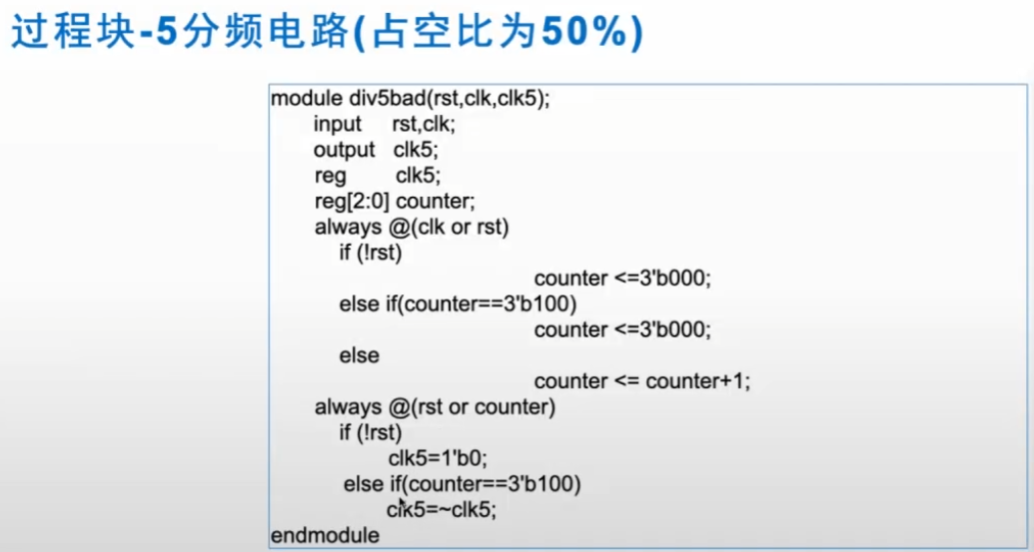 过程块-5分频电路(占空比为50%)
module div5bad(rst,clk,clk5);
input rst,clk;
output clk5;
reg clk5;
reg[2:0] counter;
always @(clk or rst)
if (!rst)
counter <=3'b000;
else if(counter==3'b100)
counter <=3'b000;
else
counter <= counter+1;
always @(rst or counter)
if (!rst)
clk5=1'b0;
else if(counter==3'b100)
clk5=~clk5;
endmodule